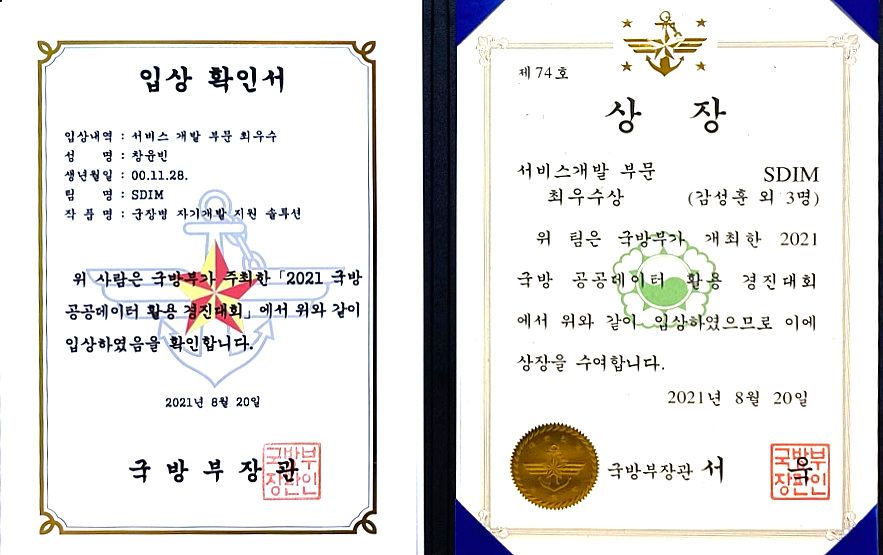 입상 확인서
입상내역 : 서비스 개발 부문 최우수
성 명 : 창윤빈
생년월일 : 00.11.28.
팀 명 : SDIM
작 품 명 : 군장병 자기개발 지원 솔루션
위 사람은 국방부가 주최한 「2021 국방
공공데이터 활용 경진대회」에서 위와 같이
입상하였음을 확인합니다.
2021년 8월 20일
국방부장관
국방부
장관인
제 74 호
상 장
서비스개발 부문 SDIM
최우수상 (감성훈 외 3명)
위 팀은 국방부가 개최한 2021
국방 공공데이터 활용 경진대회
에서 위와 같이 입상하였으므로 이에
상장을 수여합니다.
2021년 8월 20일
국방부장관 서 욱
국방부
장관인